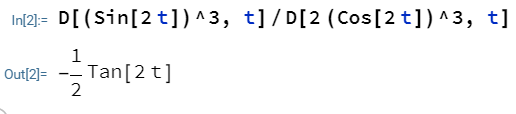 In[2]:= D[(Sin[2 t])^3, t]/D[2 (Cos[2 t])^3, t]
Out[2]= -1/2 Tan[2 t]